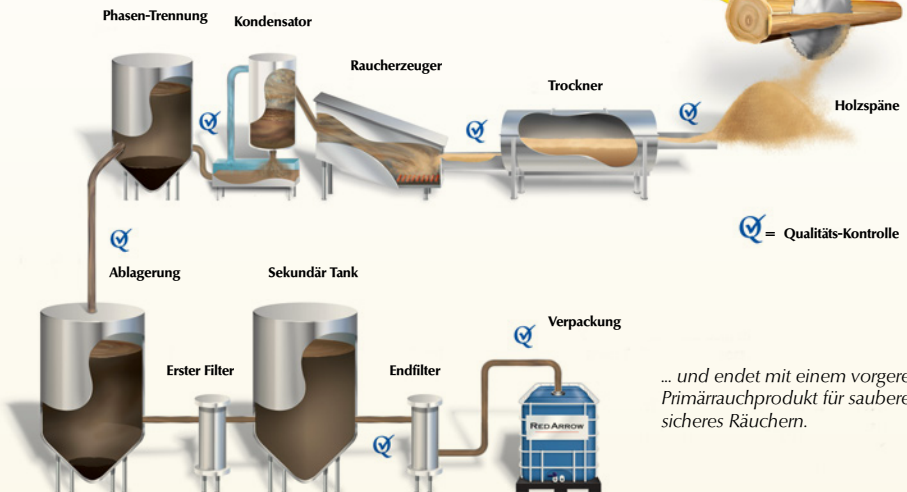 Phasen-Trennung
Kondensator
Raucherzeuger
Trockner
Holzspäne
= Qualitäts-Kontrolle
Ablagerung
Sekundär Tank
Erster Filter
Endfilter
Verpackung
RED ARROW
... und endet mit einem
Primärrauchprodukt für
sicheres Räuchern.